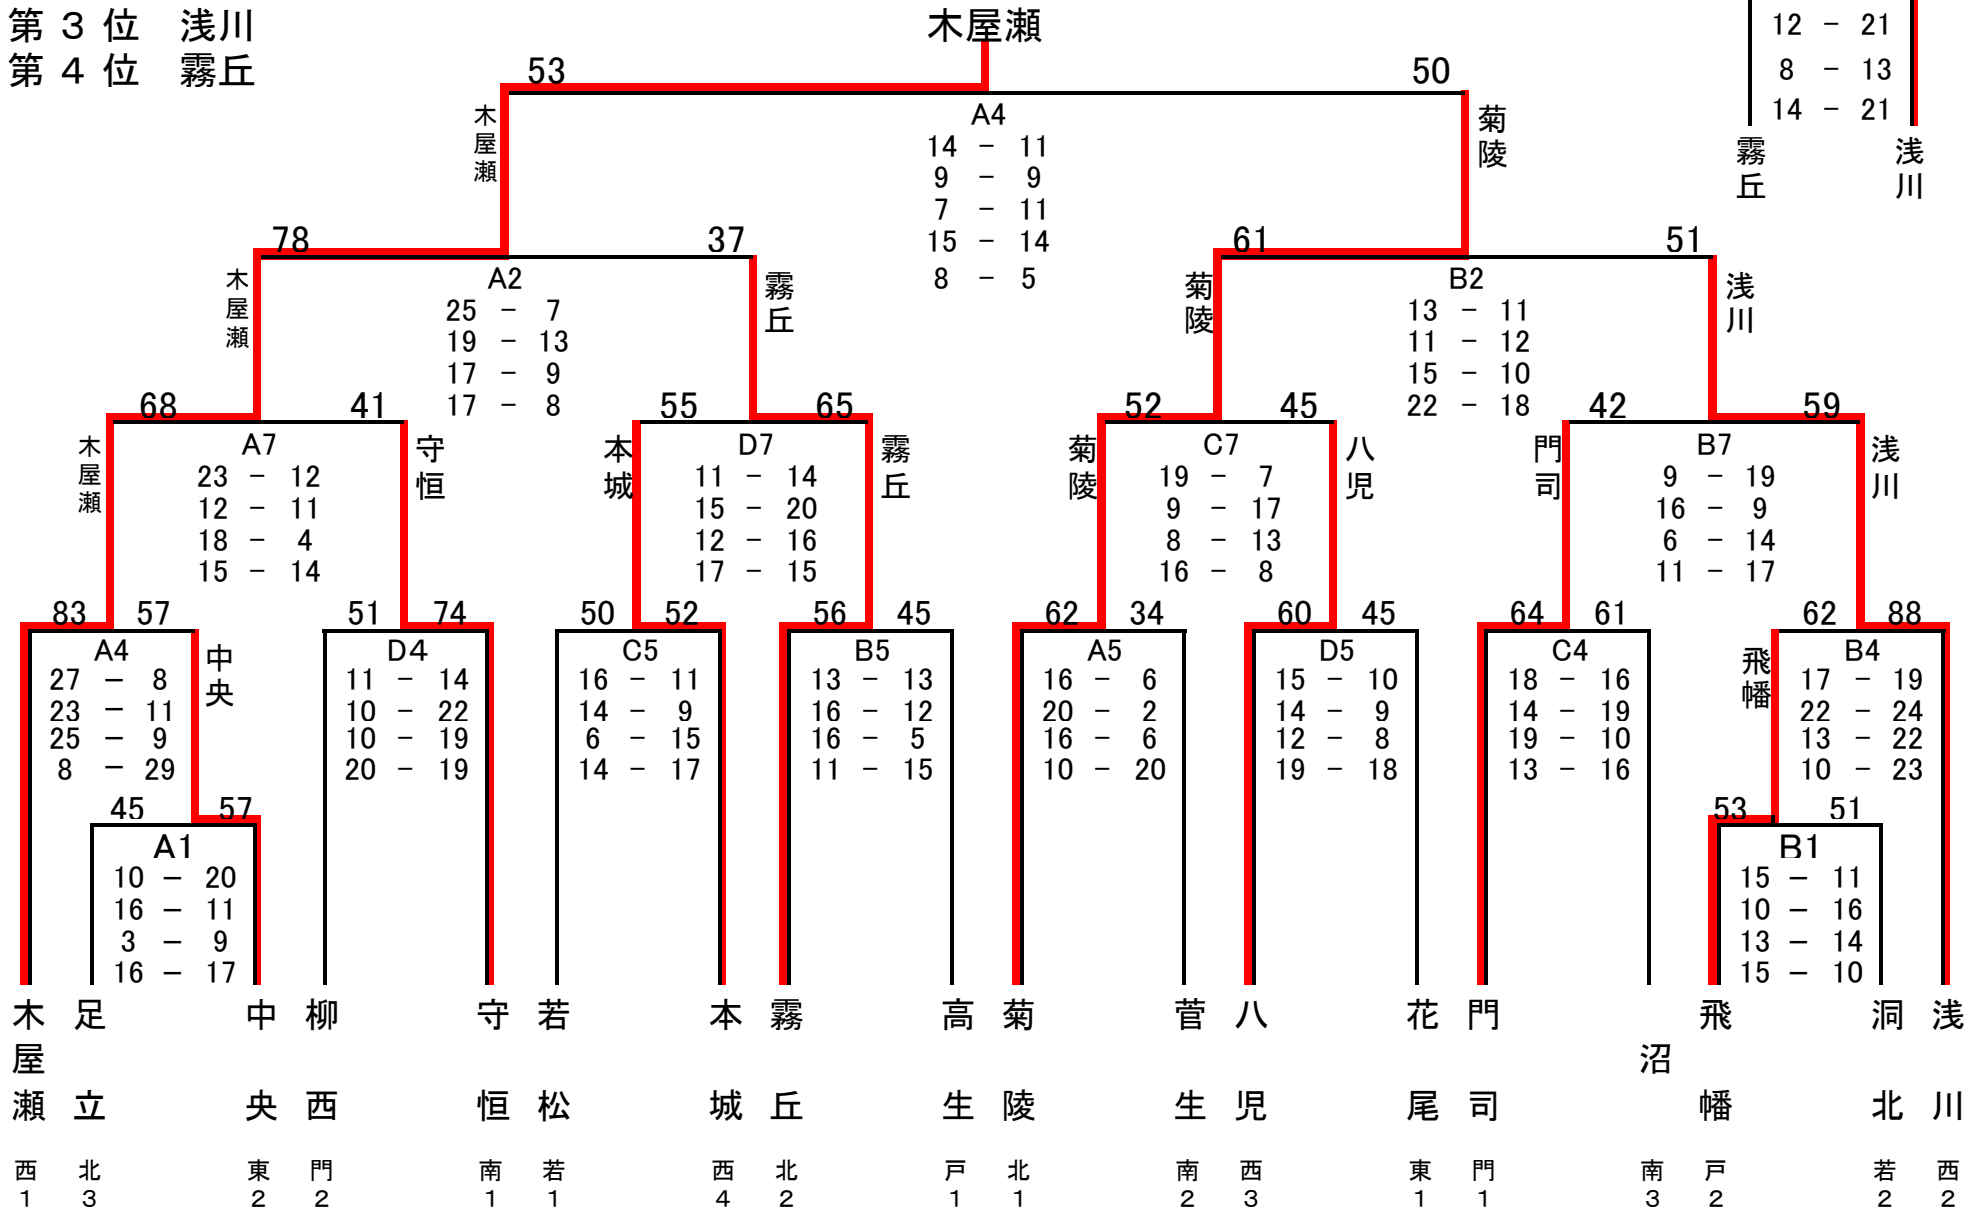 第 3 位 浅川
第 4 位 霧丘
木屋瀬
12 - 21
8 - 13
14 - 21
霧丘
浅川
53
50
木屋瀬
菊陵
A4
14 - 11
9 - 9
7 - 11
15 - 14
8 - 5
78
37
木屋瀬
霧丘
A2
25 - 7
19 - 13
17 - 9
17 - 8
61
51
菊陵
浅川
B2
13 - 11
11 - 12
15 - 10
22 - 18
68
41
木屋瀬
守恒
A7
23 - 12
12 - 11
18 - 4
15 - 14
55
65
本城
霧丘
D7
11 - 14
15 - 20
12 - 16
17 - 15
52
45
菊陵
八児
C7
19 - 7
9 - 17
8 - 13
16 - 8
42
59
門司
浅川
B7
9 - 19
16 - 9
6 - 14
11 - 17
83
57
中央
A4
27 - 8
23 - 11
25 - 9
8 - 29
51
74
D4
11 - 14
10 - 22
10 - 19
20 - 19
50
52
C5
16 - 11
14 - 9
6 - 15
14 - 17
56
45
B5
13 - 13
16 - 12
16 - 5
11 - 15
62
34
A5
16 - 6
20 - 2
16 - 6
10 - 20
60
45
D5
15 - 10
14 - 9
12 - 8
19 - 18
64
61
C4
18 - 16
14 - 19
19 - 10
13 - 16
62
88
飛幡
B4
17 - 19
22 - 24
13 - 22
10 - 23
45
57
A1
10 - 20
16 - 11
3 - 9
16 - 17
53
51
B1
15 - 11
10 - 16
13 - 14
15 - 10
木屋瀬
足立
中央
柳西
守恒
若松
本城
霧丘
高生
菊陵
菅生
八児
花尾
門司
沼
飛幡
洞北
浅川
西1
北3
東2
門2
南1
若1
西4
北2
戸1
北1
南2
西3
東1
門1
南3
戸2
若2
西2